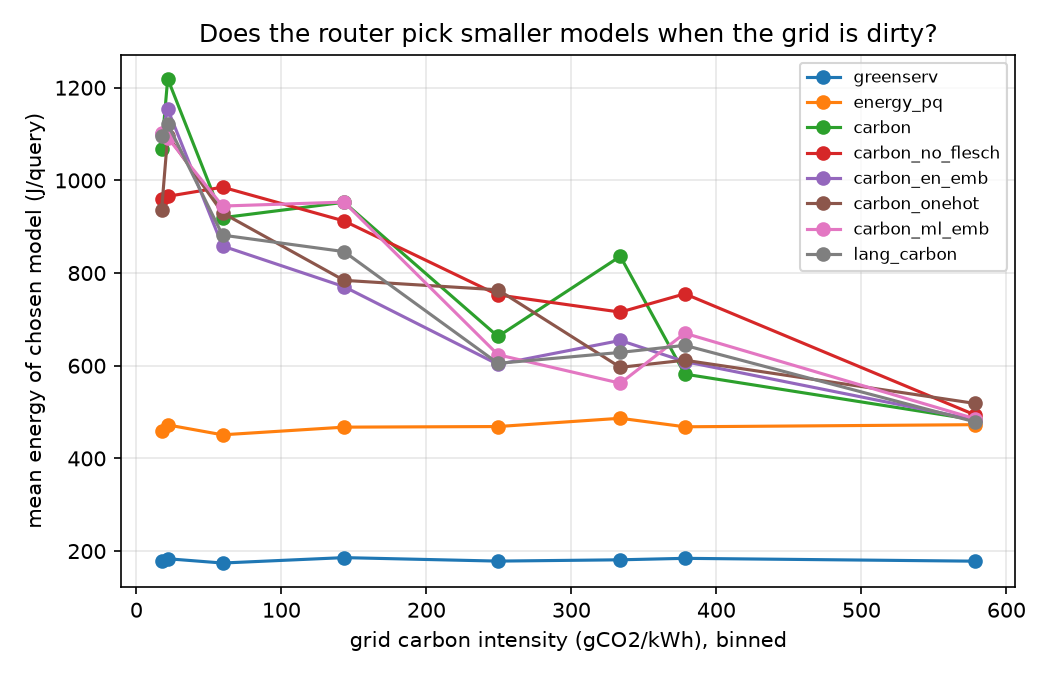 Does the router pick smaller models when the grid is dirty?
mean energy of chosen model (J/query)
1200
1000
800
600
400
200
greenserv
energy_pq
carbon
carbon_no_flesch
carbon_en_emb
carbon_onehot
carbon_ml_emb
lang_carbon
0 100 200 300 400 500 600
grid carbon intensity (gCO2/kWh), binned